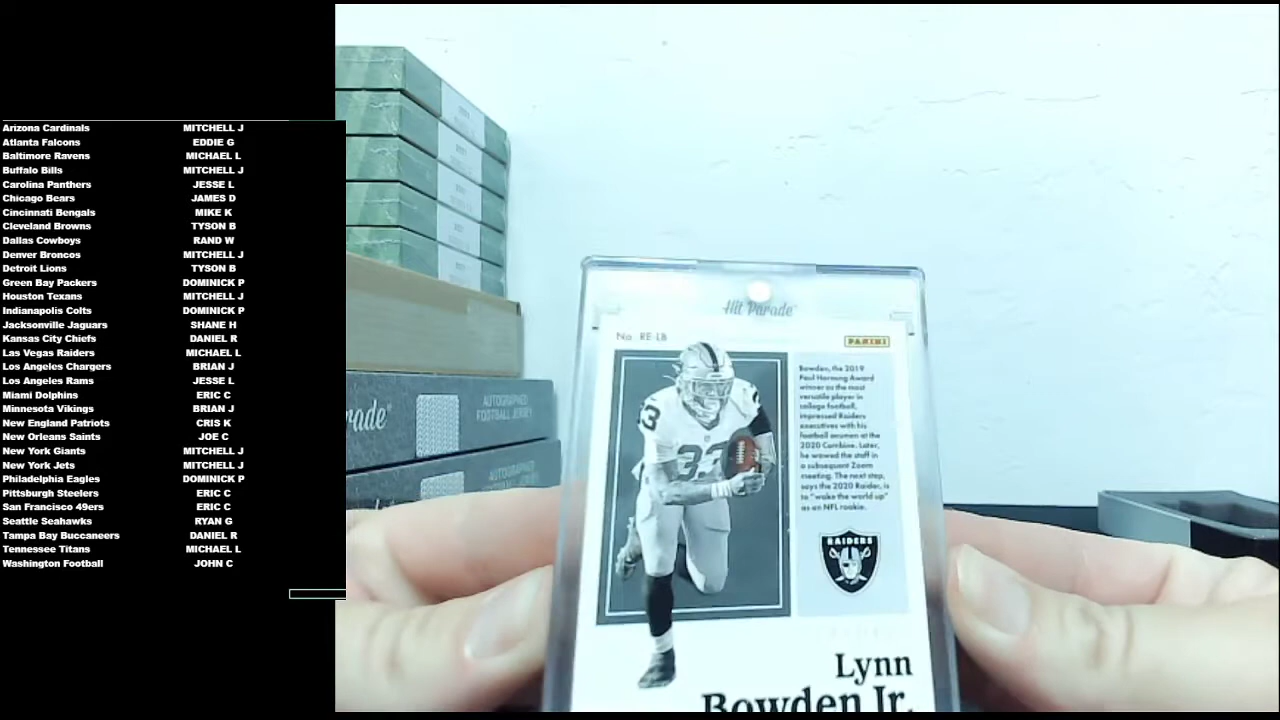 Arizona Cardinals MITCHELL J
Atlanta Falcons EDDIE G
Baltimore Ravens MICHAEL L
Buffalo Bills MITCHELL J
Carolina Panthers JESSE L
Chicago Bears JAMES D
Cincinnati Bengals MIKE K
Cleveland Browns TYSON B
Dallas Cowboys RAND W
Denver Broncos MITCHELL J
Detroit Lions TYSON B
Green Bay Packers DOMINICK P
Houston Texans MITCHELL J
Indianapolis Colts DOMINICK P
Jacksonville Jaguars SHANE H
Kansas City Chiefs DANIEL R
Las Vegas Raiders MICHAEL L
Los Angeles Chargers BRIAN J
Los Angeles Rams JESSE L
Miami Dolphins ERIC C
Minnesota Vikings BRIAN J
New England Patriots CRIS K
New Orleans Saints JOE C
New York Giants MITCHELL J
New York Jets MITCHELL J
Philadelphia Eagles DOMINICK P
Pittsburgh Steelers ERIC C
San Francisco 49ers ERIC C
Seattle Seahawks RYAN G
Tampa Bay Buccaneers DANIEL R
Tennessee Titans MICHAEL L
Washington Football JOHN C
AUTOGRAPHED
FOOTBALL JERSEY
AUTOGRAPHED
Hit Parade
No. RE-LB
PANINI
Bowden, the 2019
Paul Hornung Award
winner as the most
versatile player in
college football,
impressed Raiders
executives with his
football acumen at the
2020 Combine. Later,
he wowed the staff in
a subsequent Zoom
meeting. The next step,
says the 2020 Raider, is
to "wake the world up"
as an NFL rookie.
33
RAIDERS
Lynn
Bowden Jr.